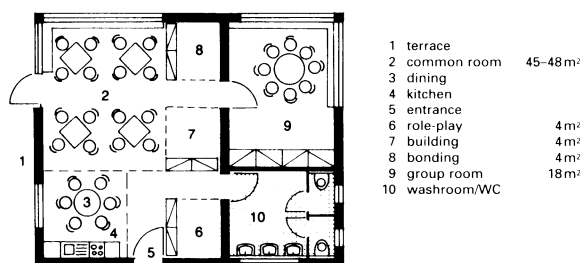 8
2
1
7
9
3
4
5
6
10
1 terrace
2 common room 45–48 m²
3 dining
4 kitchen
5 entrance
6 role-play 4 m²
7 building 4 m²
8 bonding 4 m²
9 group room 18 m²
10 washroom/WC